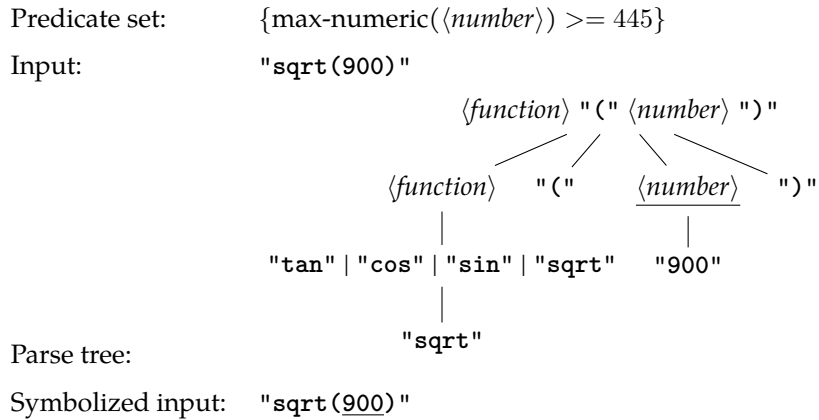 Predicate set: {max-numeric(⟨number⟩) >= 445}
Input: "sqrt(900)"
⟨function⟩ "(" ⟨number⟩ ")"
⟨function⟩ "(" ⟨number⟩ ")"
"tan" | "cos" | "sin" | "sqrt" "900"
"sqrt"
Parse tree:
Symbolized input: "sqrt(900)"